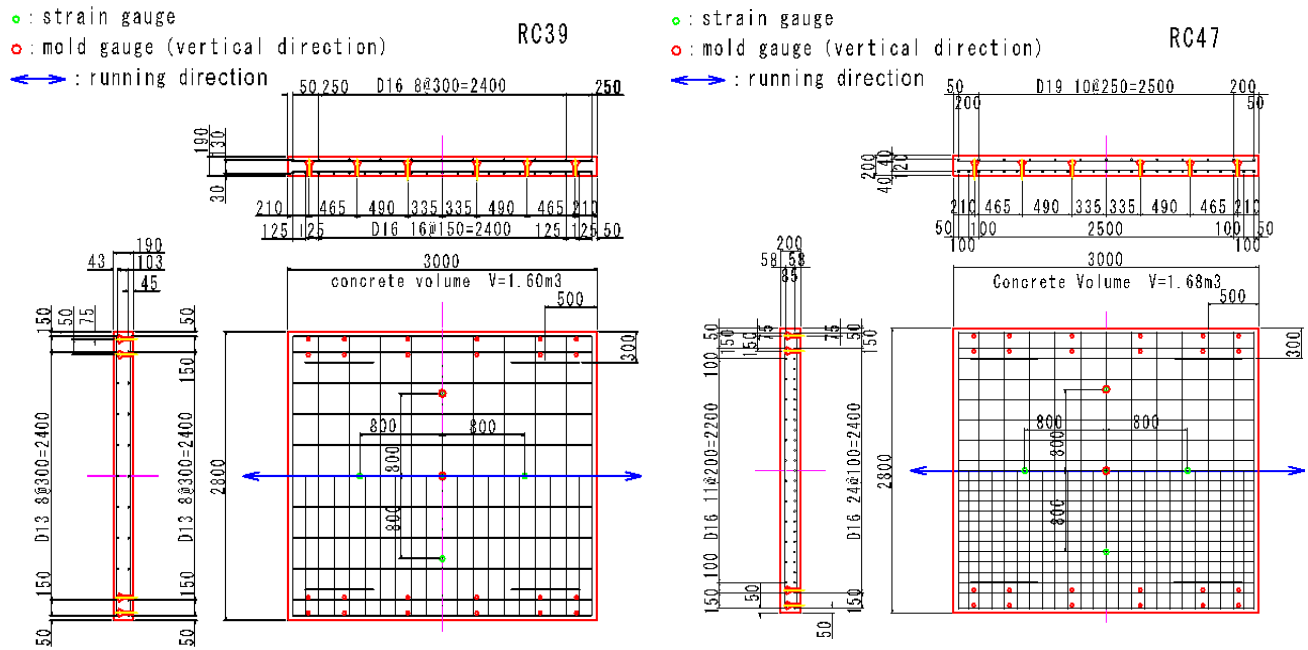 : strain gauge
: mold gauge (vertical direction)
: running direction
RC39
50 250 D16 8@300=2400 250
190
130
30
210 465 490 335 335 490 465 210
125 125 D16 16@150=2400 125 125 50
190
43 103
45
3000
concrete volume V=1.60m3
500
150
50
75
50
300
150
800 800
800
2800
D13 8@300=2400
D13 8@300=2400
800
150
150
50
50
: strain gauge
: mold gauge (vertical direction)
: running direction
RC47
50 D19 10@250=2500 200
200 50
200
40
120
40
210 465 490 335 335 490 465 210
50 100 2500 100 50
100 100
200
58 58
85
3000
Concrete Volume V=1.68m3
500
50
150
75
75
50
150
300
100
150
800 800
800
2800
D16 11@200=2200
D16 24@100=2400
800
100
150
50
150
50